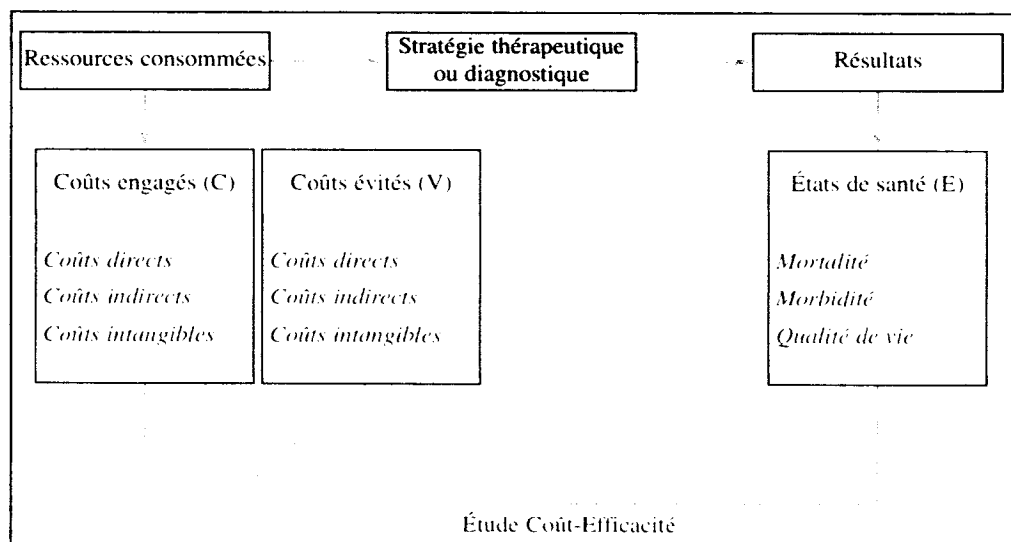 Ressources consommées
Stratégie thérapeutique
ou diagnostique
Résultats
Coûts engagés (C)
Coûts directs
Coûts indirects
Coûts intangibles
Coûts évités (V)
Coûts directs
Coûts indirects
Coûts intangibles
États de santé (E)
Mortalité
Morbidité
Qualité de vie
Étude Coût-Efficacité